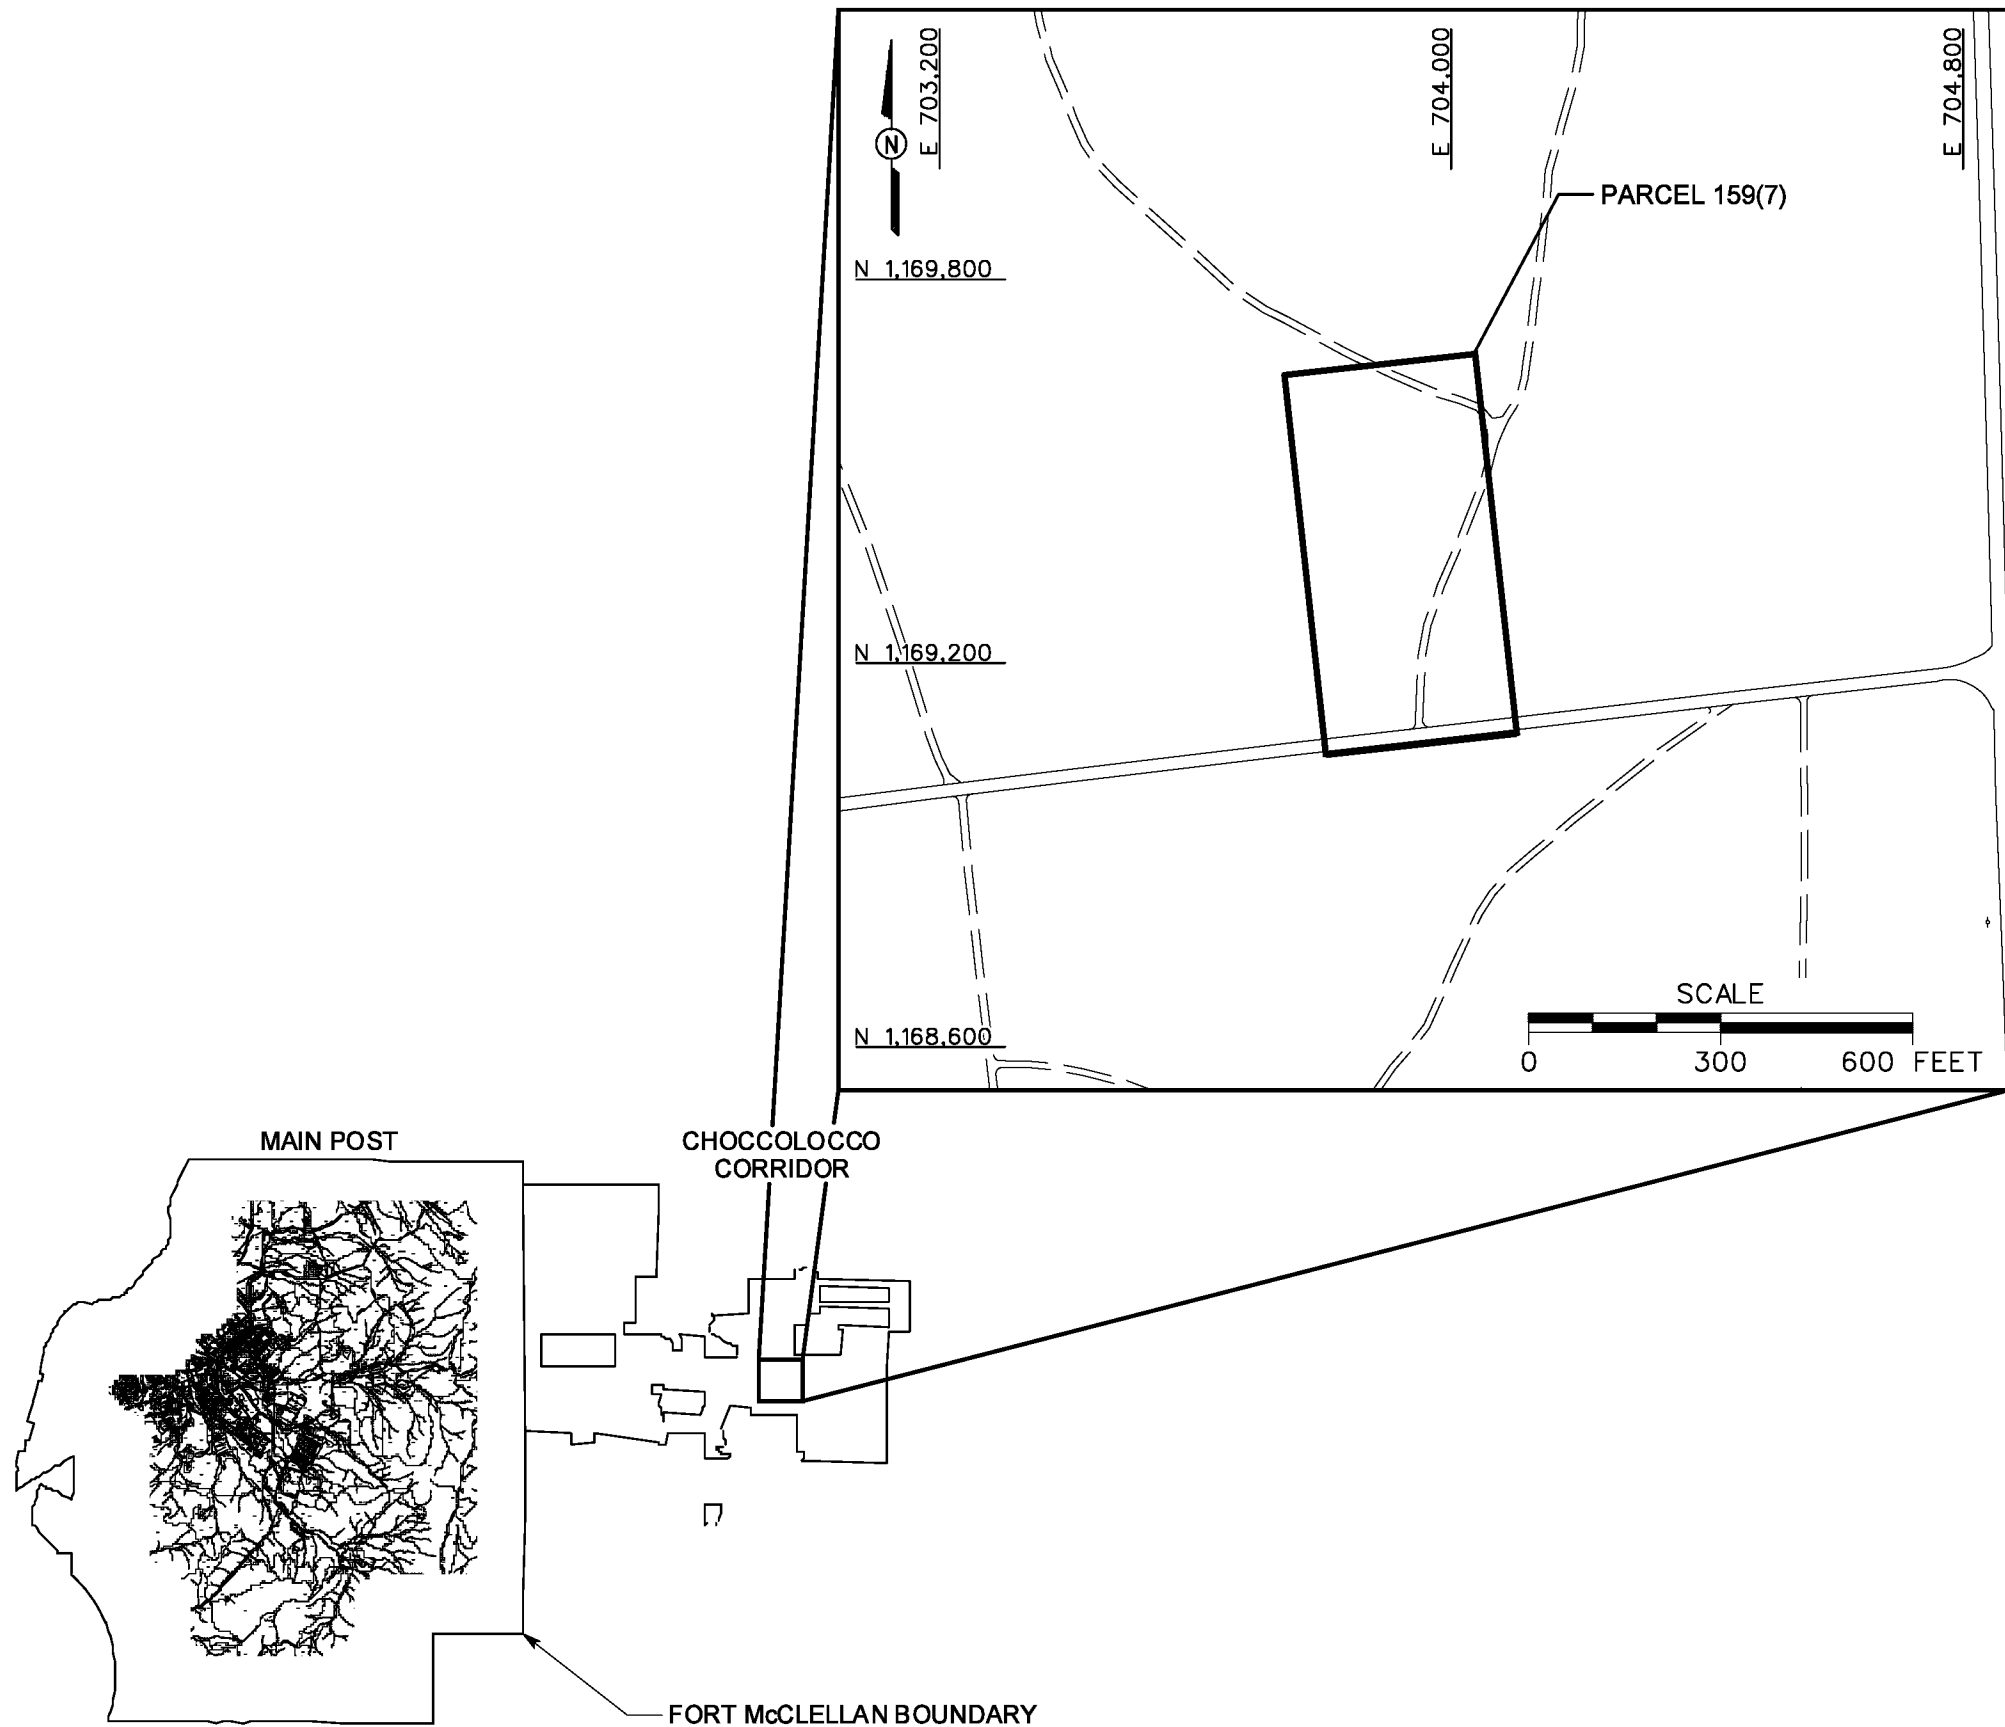 E 703,200
E 704,000
E 704,800
N
PARCEL 159(7)
N 1,169,800
N 1,169,200
N 1,168,600
SCALE
0 300 600 FEET
MAIN POST
CHOCCOLOCCO
CORRIDOR
FORT McCLELLAN BOUNDARY